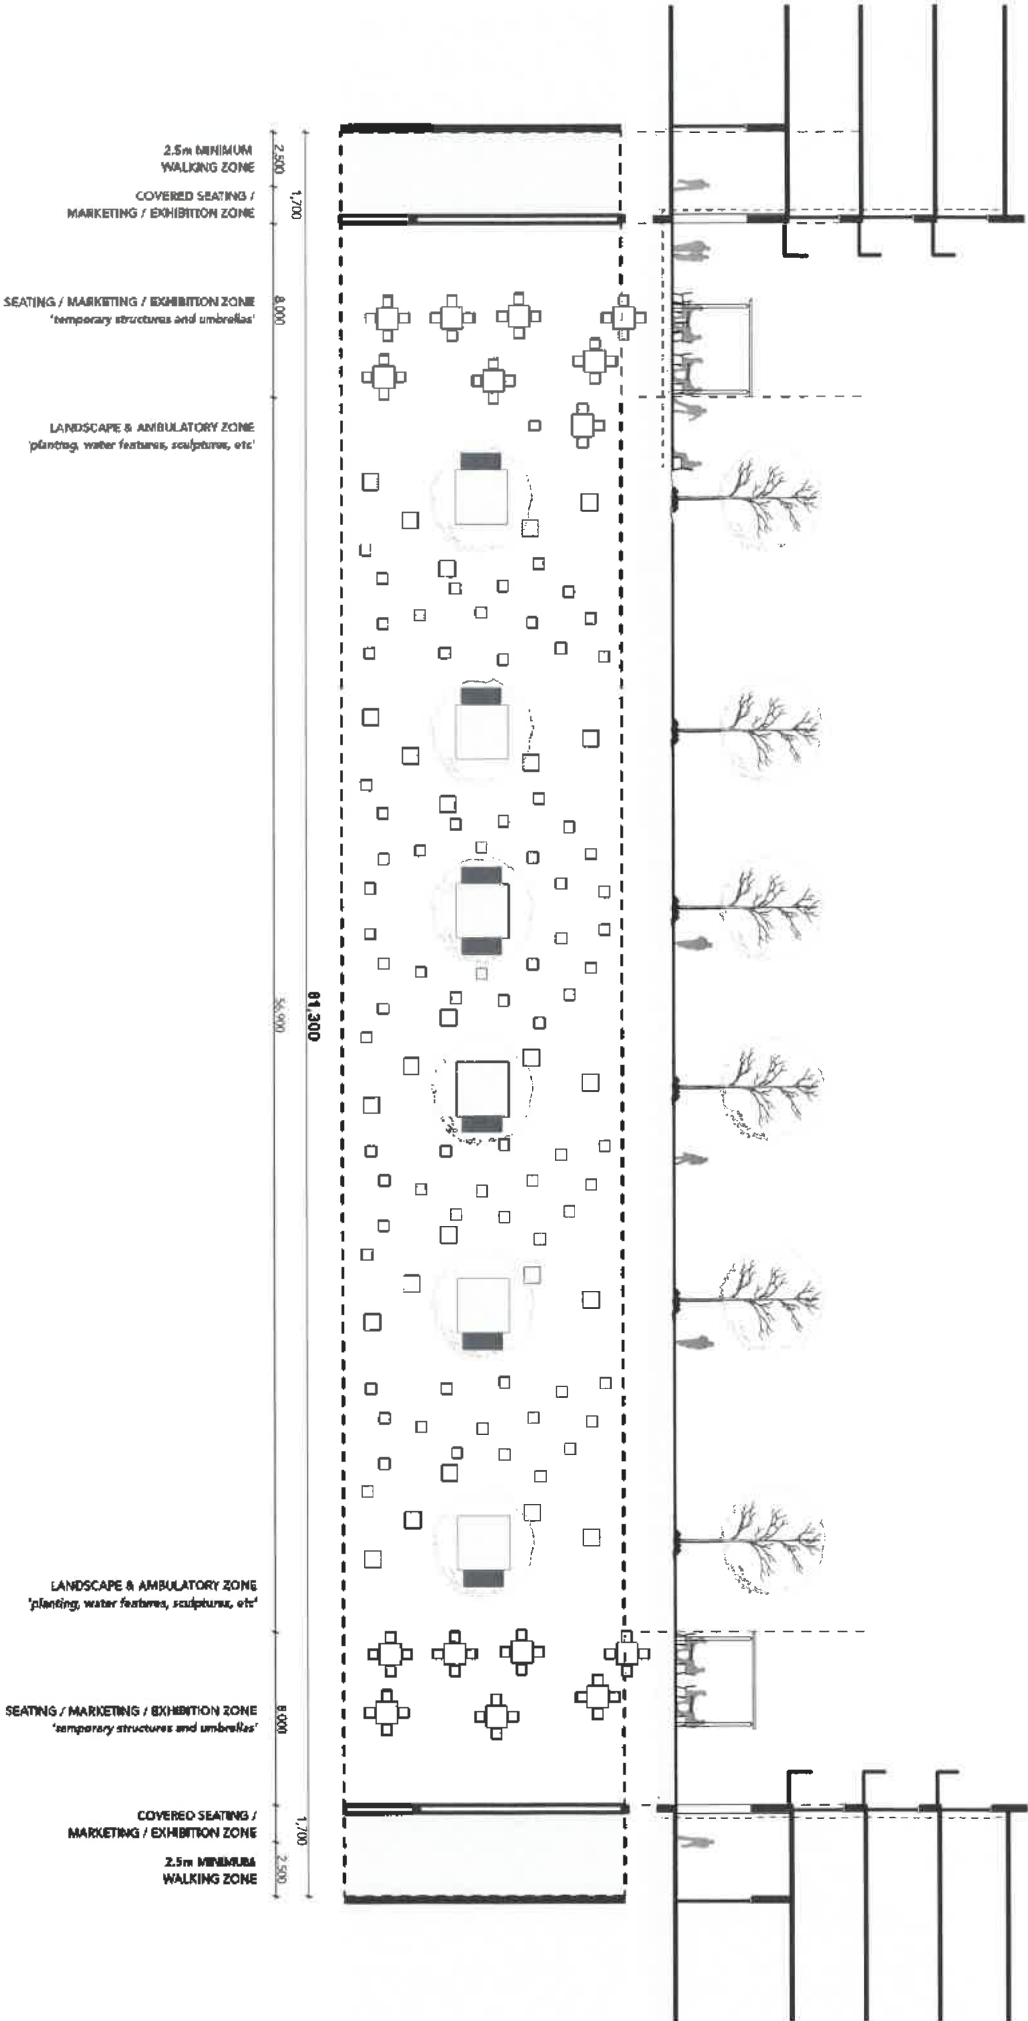 2.5m MINIMUM
WALKING ZONE
2,500
COVERED SEATING /
MARKETING / EXHIBITION ZONE
1,700
SEATING / MARKETING / EXHIBITION ZONE
'temporary structures and umbrellas'
8,000
LANDSCAPE & AMBULATORY ZONE
'planting, water features, sculptures, etc'
56,900
81,300
LANDSCAPE & AMBULATORY ZONE
'planting, water features, sculptures, etc'
SEATING / MARKETING / EXHIBITION ZONE
'temporary structures and umbrellas'
8,000
COVERED SEATING /
MARKETING / EXHIBITION ZONE
1,700
2.5m MINIMUM
WALKING ZONE
2,500